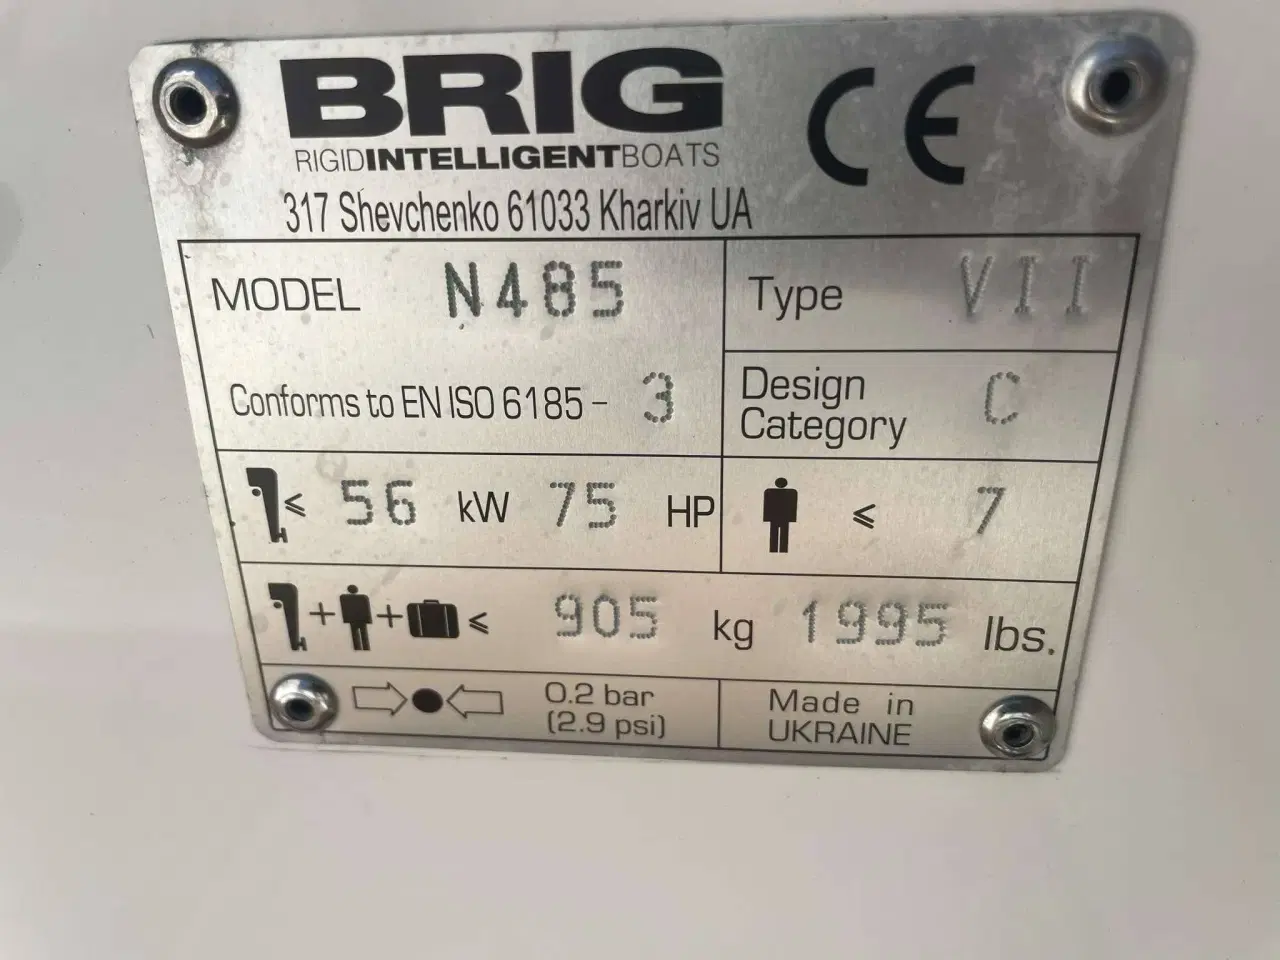 BRIG
CE
RIGIDINTELLIGENTBOATS
317 Shevchenko 61033 Kharkiv UA
MODEL N485
Type VII
Conforms to EN ISO 6185 - 3
Design
Category C
≤ 56 kW 75 HP
≤ 7
+ + ≤ 905 kg 1995 lbs.
0.2 bar
(2.9 psi)
Made in
UKRAINE